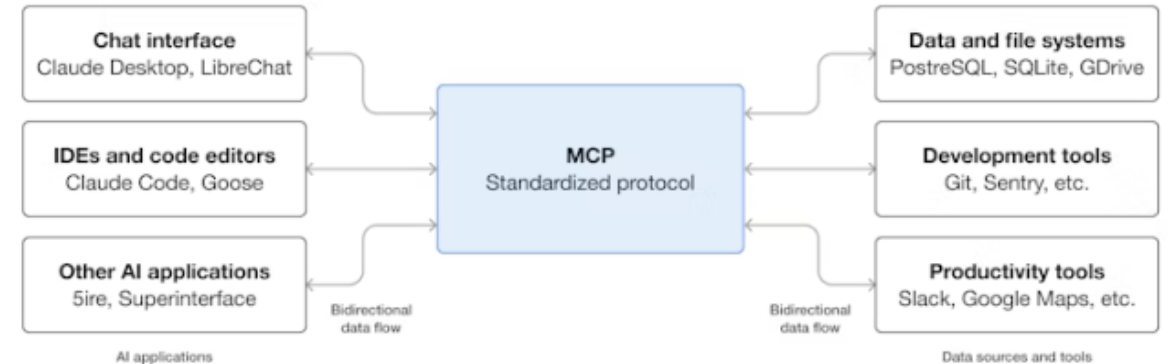 Chat interface
Claude Desktop, LibreChat
IDEs and code editors
Claude Code, Goose
Other AI applications
5ire, Superinterface
AI applications
Bidirectional
data flow
MCP
Standardized protocol
Bidirectional
data flow
Data and file systems
PostreSQL, SQLite, GDrive
Development tools
Git, Sentry, etc.
Productivity tools
Slack, Google Maps, etc.
Data sources and tools